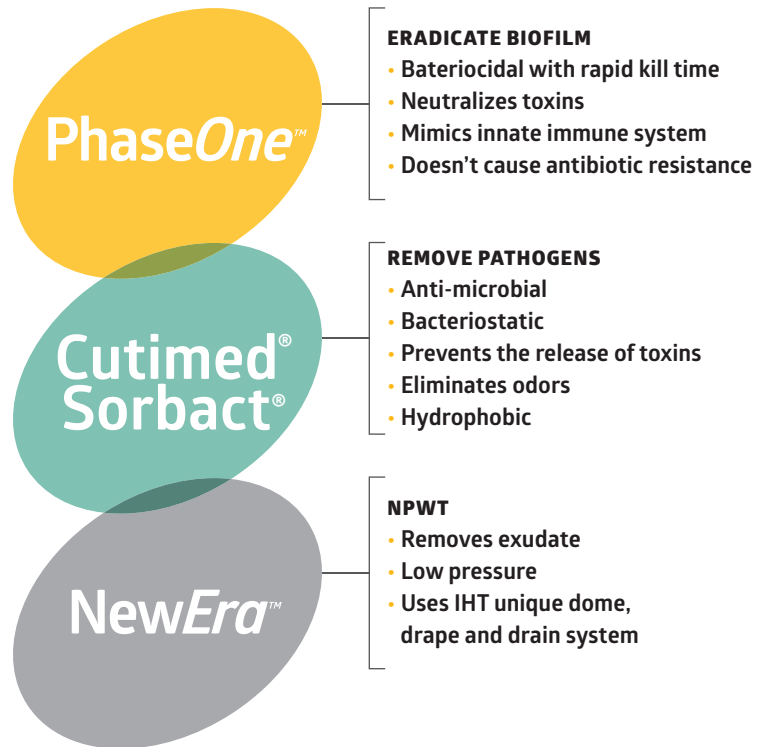 PhaseOne™
ERADICATE BIOFILM
• Bateriocidal with rapid kill time
• Neutralizes toxins
• Mimics innate immune system
• Doesn't cause antibiotic resistance
Cutimed®
Sorbact®
REMOVE PATHOGENS
• Anti-microbial
• Bacteriostatic
• Prevents the release of toxins
• Eliminates odors
• Hydrophobic
NewEra™
NPWT
• Removes exudate
• Low pressure
• Uses IHT unique dome,
drape and drain system